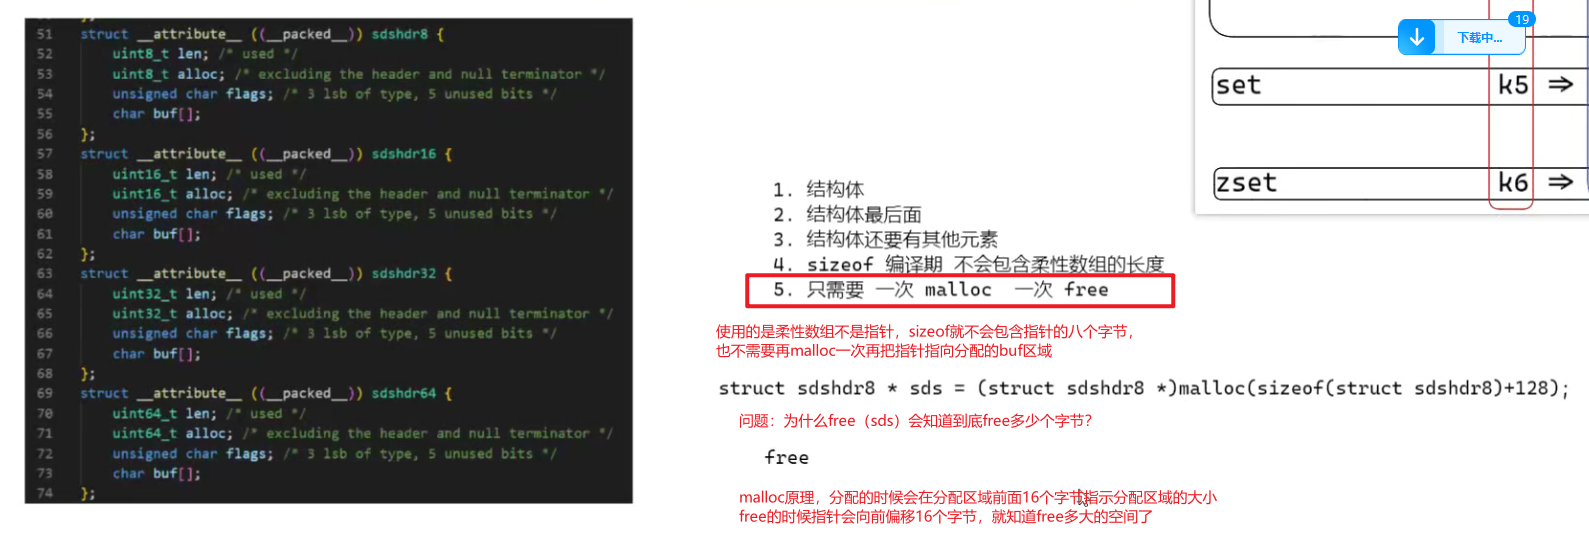 51 struct __attribute__ ((__packed__)) sdshdr8 {
52 uint8_t len; /* used */
53 uint8_t alloc; /* excluding the header and null terminator */
54 unsigned char flags; /* 3 lsb of type, 5 unused bits */
55 char buf[];
56 };
57 struct __attribute__ ((__packed__)) sdshdr16 {
58 uint16_t len; /* used */
59 uint16_t alloc; /* excluding the header and null terminator */
60 unsigned char flags; /* 3 lsb of type, 5 unused bits */
61 char buf[];
62 };
63 struct __attribute__ ((__packed__)) sdshdr32 {
64 uint32_t len; /* used */
65 uint32_t alloc; /* excluding the header and null terminator */
66 unsigned char flags; /* 3 lsb of type, 5 unused bits */
67 char buf[];
68 };
69 struct __attribute__ ((__packed__)) sdshdr64 {
70 uint64_t len; /* used */
71 uint64_t alloc; /* excluding the header and null terminator */
72 unsigned char flags; /* 3 lsb of type, 5 unused bits */
73 char buf[];
74 };
19
下载中...
set k5 =>
zset k6 =>
1. 结构体
2. 结构体最后面
3. 结构体还要有其他元素
4. sizeof 编译期 不会包含柔性数组的长度
5. 只需要 一次 malloc 一次 free
使用的是柔性数组不是指针，sizeof就不会包含指针的八个字节，
也不需要再malloc一次再把指针指向分配的buf区域
struct sdshdr8 * sds = (struct sdshdr8 *)malloc(sizeof(struct sdshdr8)+128);
问题：为什么free（sds）会知道到底free多少个字节？
free
malloc原理，分配的时候会在分配区域前面16个字节指示分配区域的大小
free的时候指针会向前偏移16个字节，就知道free多大的空间了